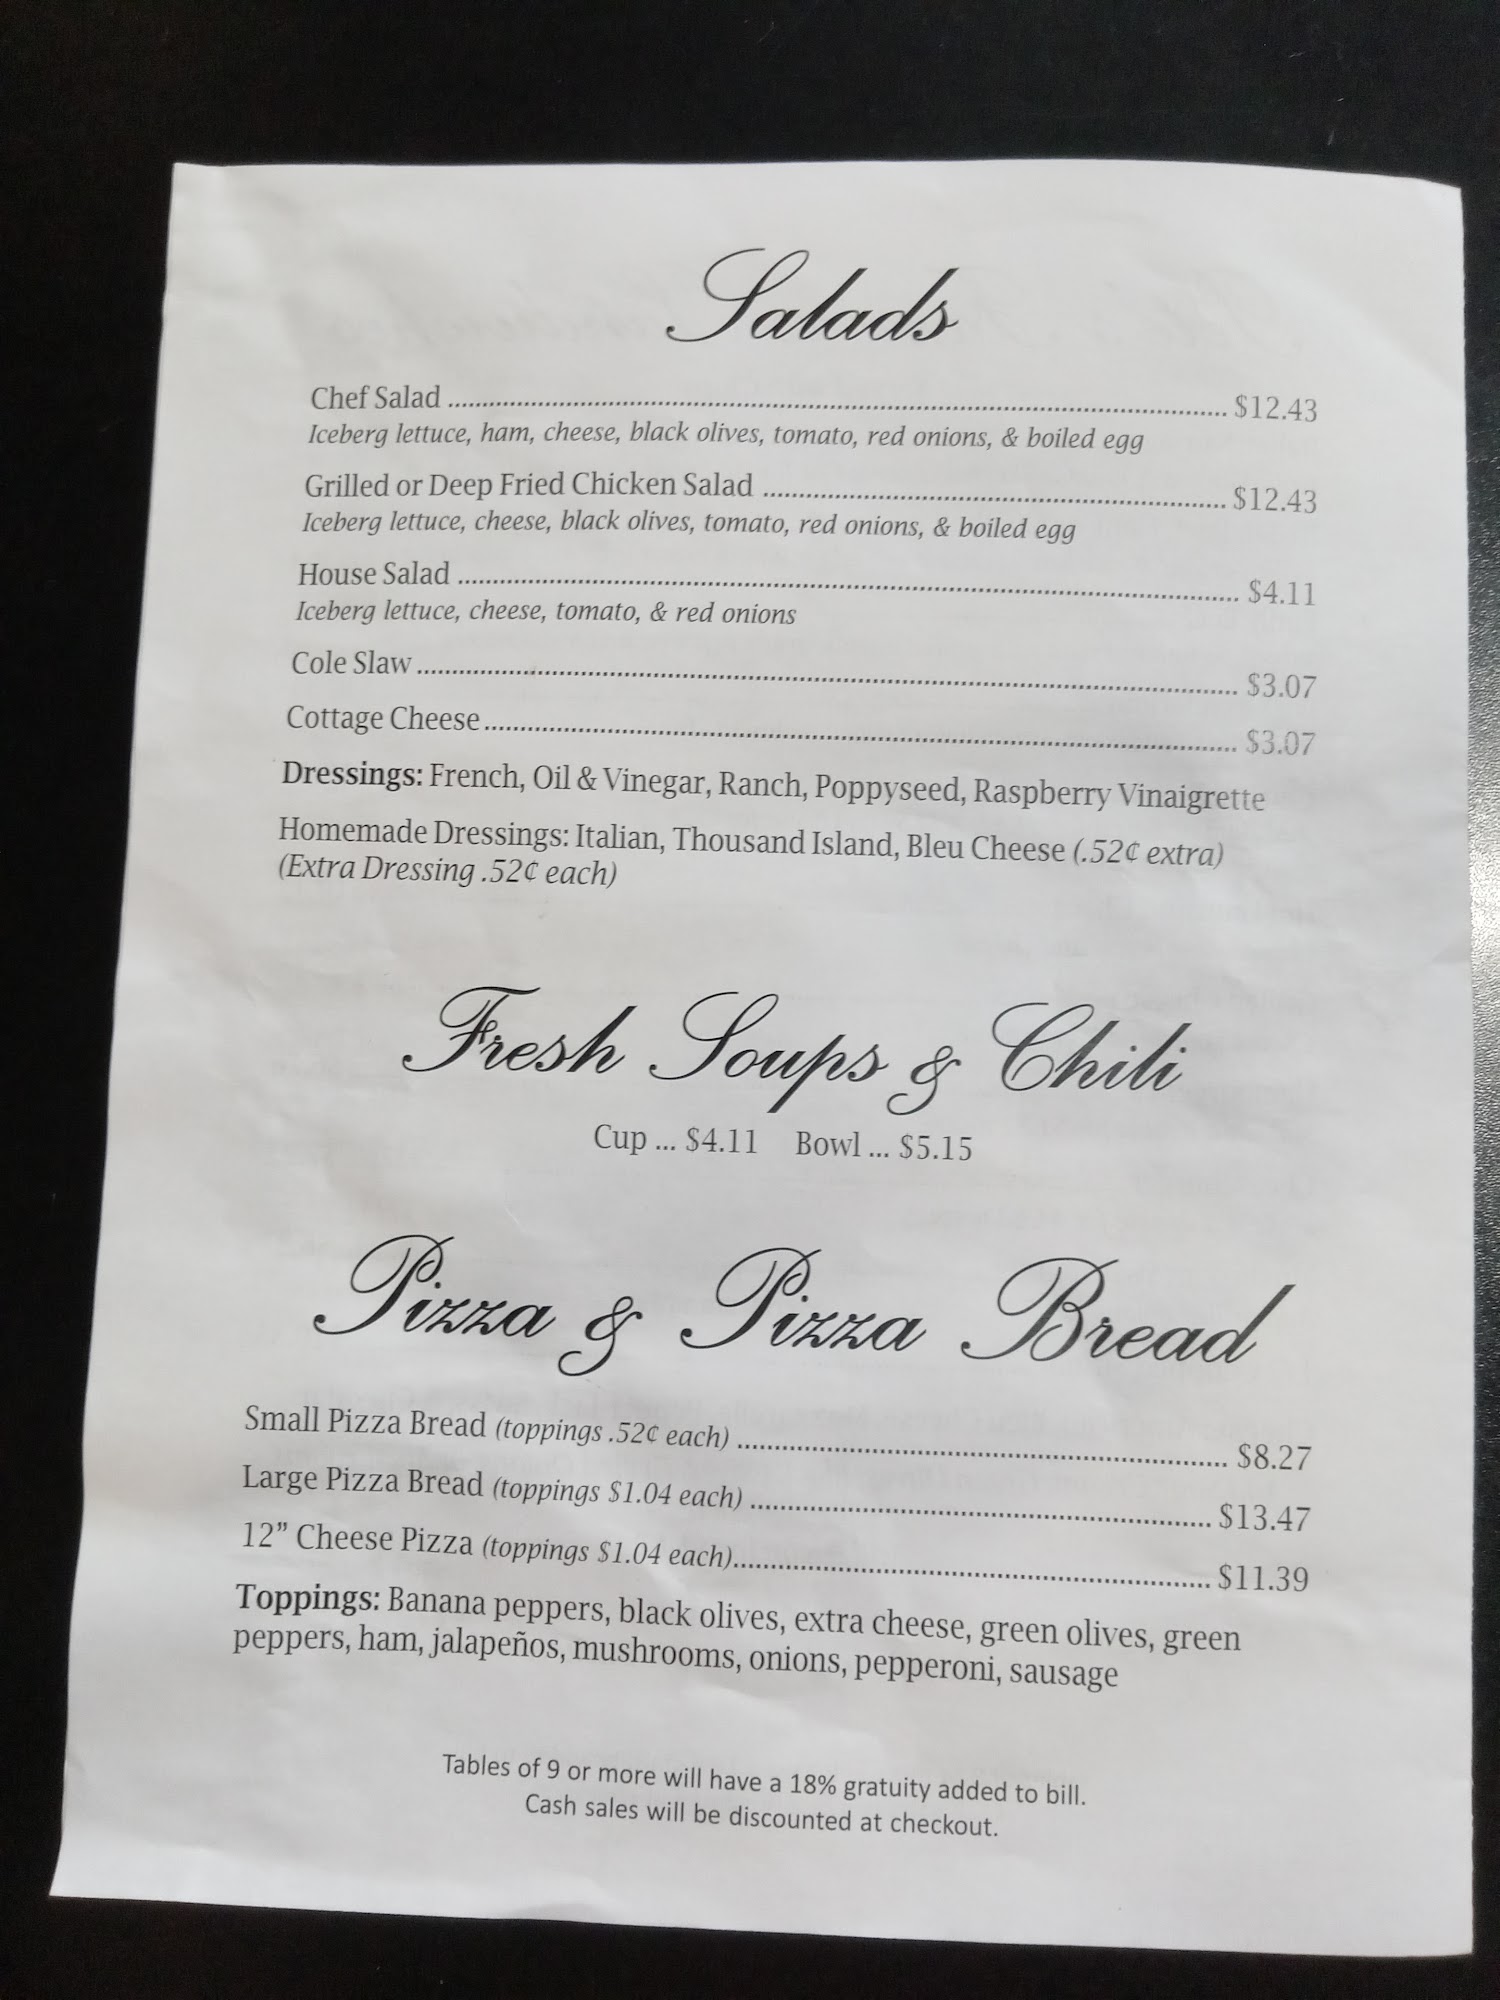 Salads
Chef Salad ........ $12.43
Iceberg lettuce, ham, cheese, black olives, tomato, red onions, & boiled egg
Grilled or Deep Fried Chicken Salad ........ $12.43
Iceberg lettuce, cheese, black olives, tomato, red onions, & boiled egg
House Salad ........ $4.11
Iceberg lettuce, cheese, tomato, & red onions
Cole Slaw ........ $3.07
Cottage Cheese ........ $3.07
Dressings: French, Oil & Vinegar, Ranch, Poppyseed, Raspberry Vinaigrette
Homemade Dressings: Italian, Thousand Island, Bleu Cheese (.52¢ extra)
(Extra Dressing .52¢ each)
Fresh Soups & Chili
Cup ... $4.11 Bowl ... $5.15
Pizza & Pizza Bread
Small Pizza Bread (toppings .52¢ each) ........ $8.27
Large Pizza Bread (toppings $1.04 each) ........ $13.47
12” Cheese Pizza (toppings $1.04 each) ........ $11.39
Toppings: Banana peppers, black olives, extra cheese, green olives, green
peppers, ham, jalapeños, mushrooms, onions, pepperoni, sausage
Tables of 9 or more will have a 18% gratuity added to bill.
Cash sales will be discounted at checkout.